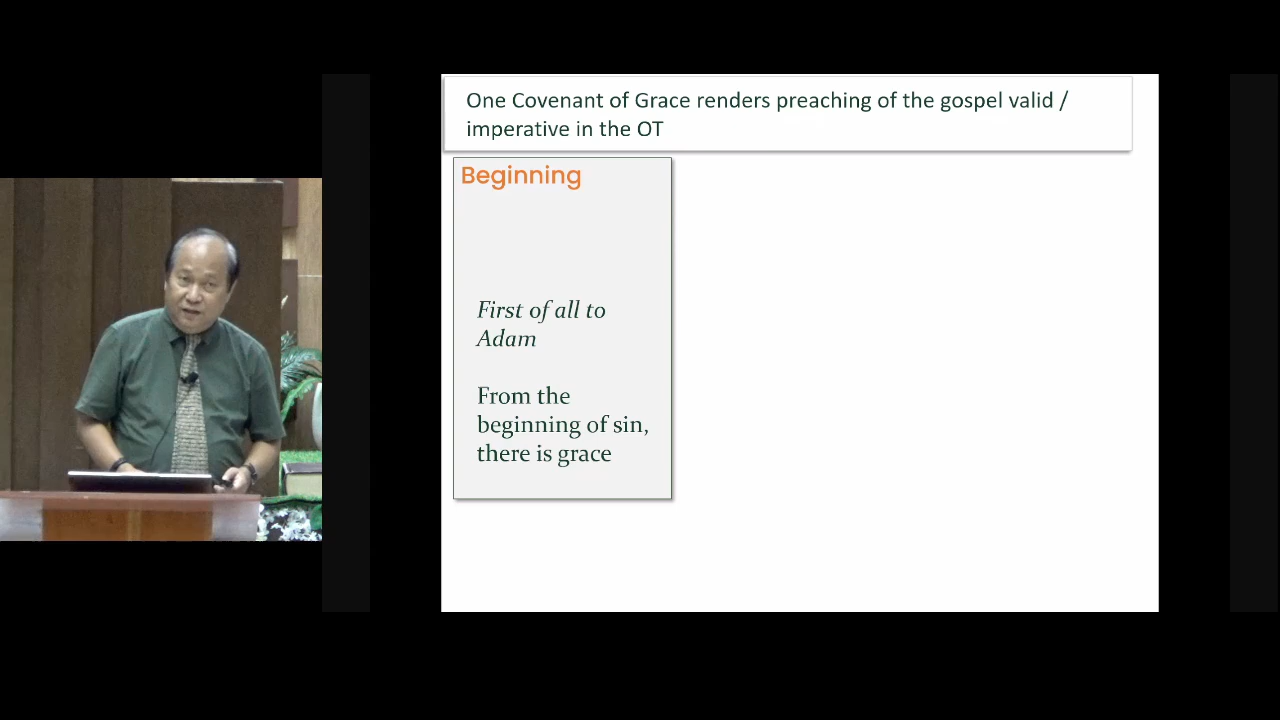 One Covenant of Grace renders preaching of the gospel valid /
imperative in the OT
Beginning
First of all to
Adam
From the
beginning of sin,
there is grace